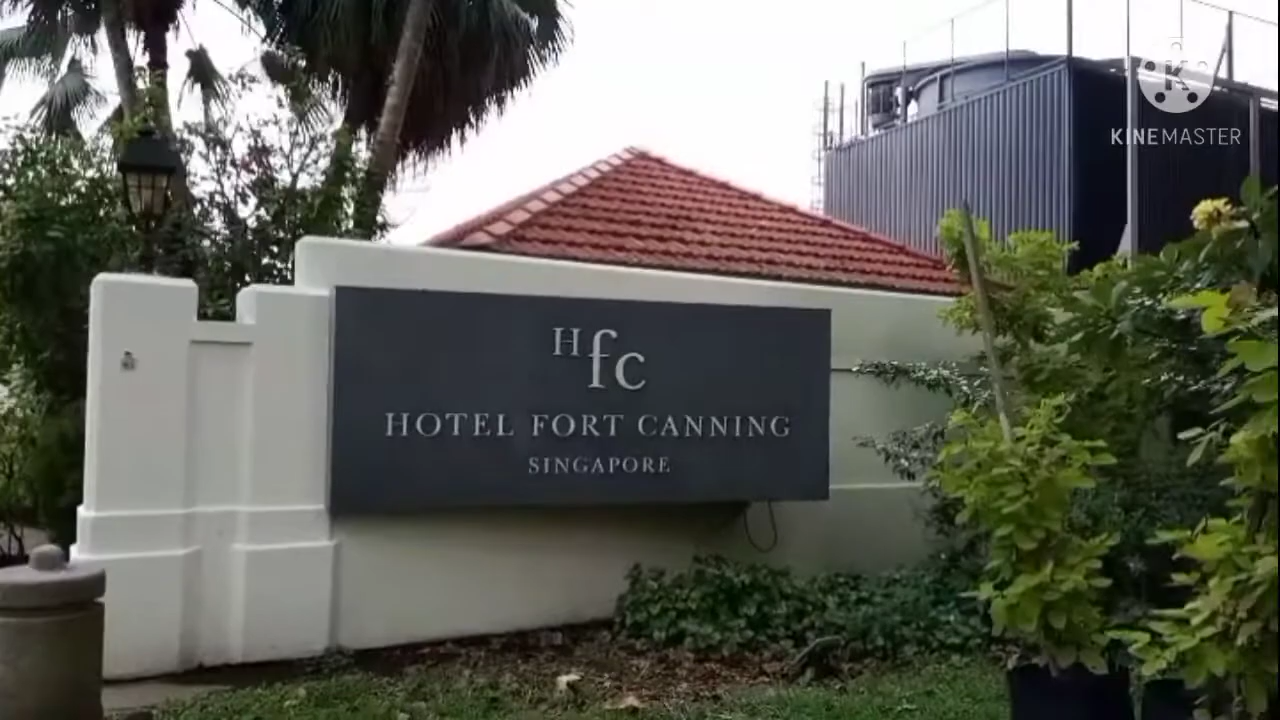 K
KINEMASTER
Hfc
HOTEL FORT CANNING
SINGAPORE